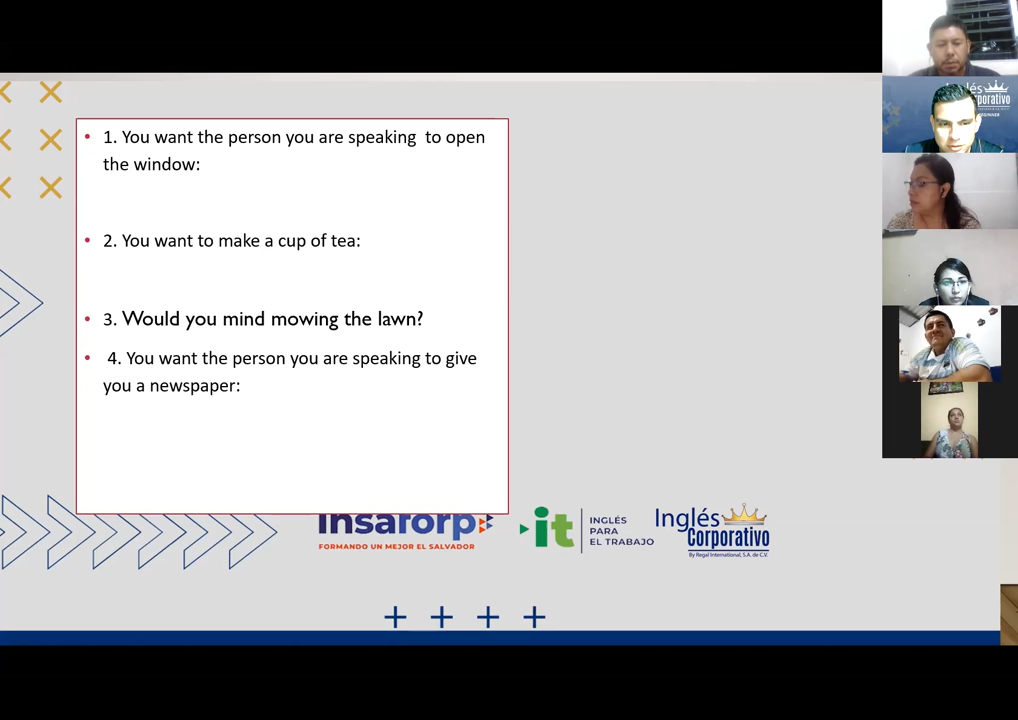 • 1. You want the person you are speaking  to open
the window:
• 2. You want to make a cup of tea:
• 3. Would you mind mowing the lawn?
• 4. You want the person you are speaking to give
you a newspaper:
insaforp
FORMANDO UN MEJOR EL SALVADOR
it
INGLÉS
PARA
EL TRABAJO
Inglés
Corporativo
By Regal International, S.A. de C.V.